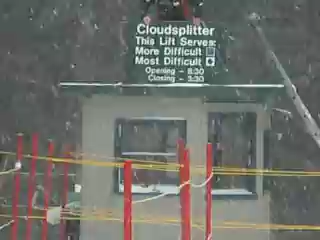 Cloudsplitter
This Lift Serves:
More Difficult
Most Difficult
Opening - 8:30
Closing - 3:30